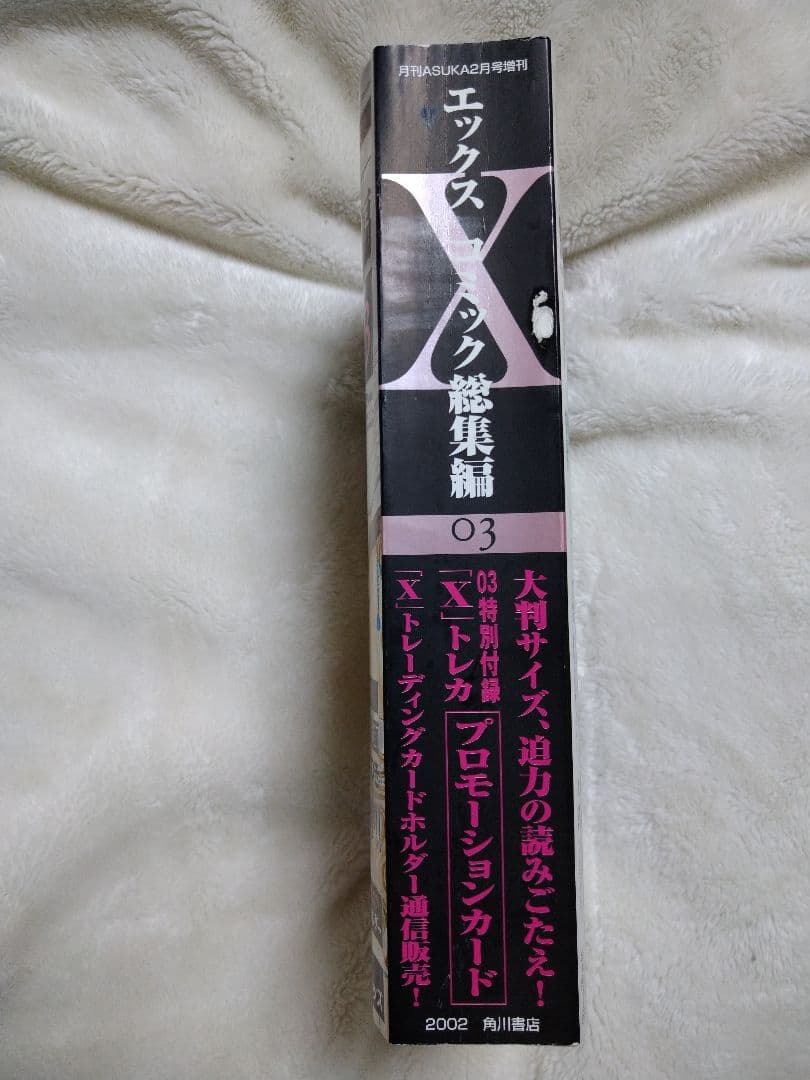 月刊ASUKA2月号増刊
X
エックス コミック総集編
03
大判サイズ、迫力の読みごたえ!
03特別付録
「X」トレカ プロモーションカード
「X」トレーディングカードホルダー通信販売!
2002 角川書店